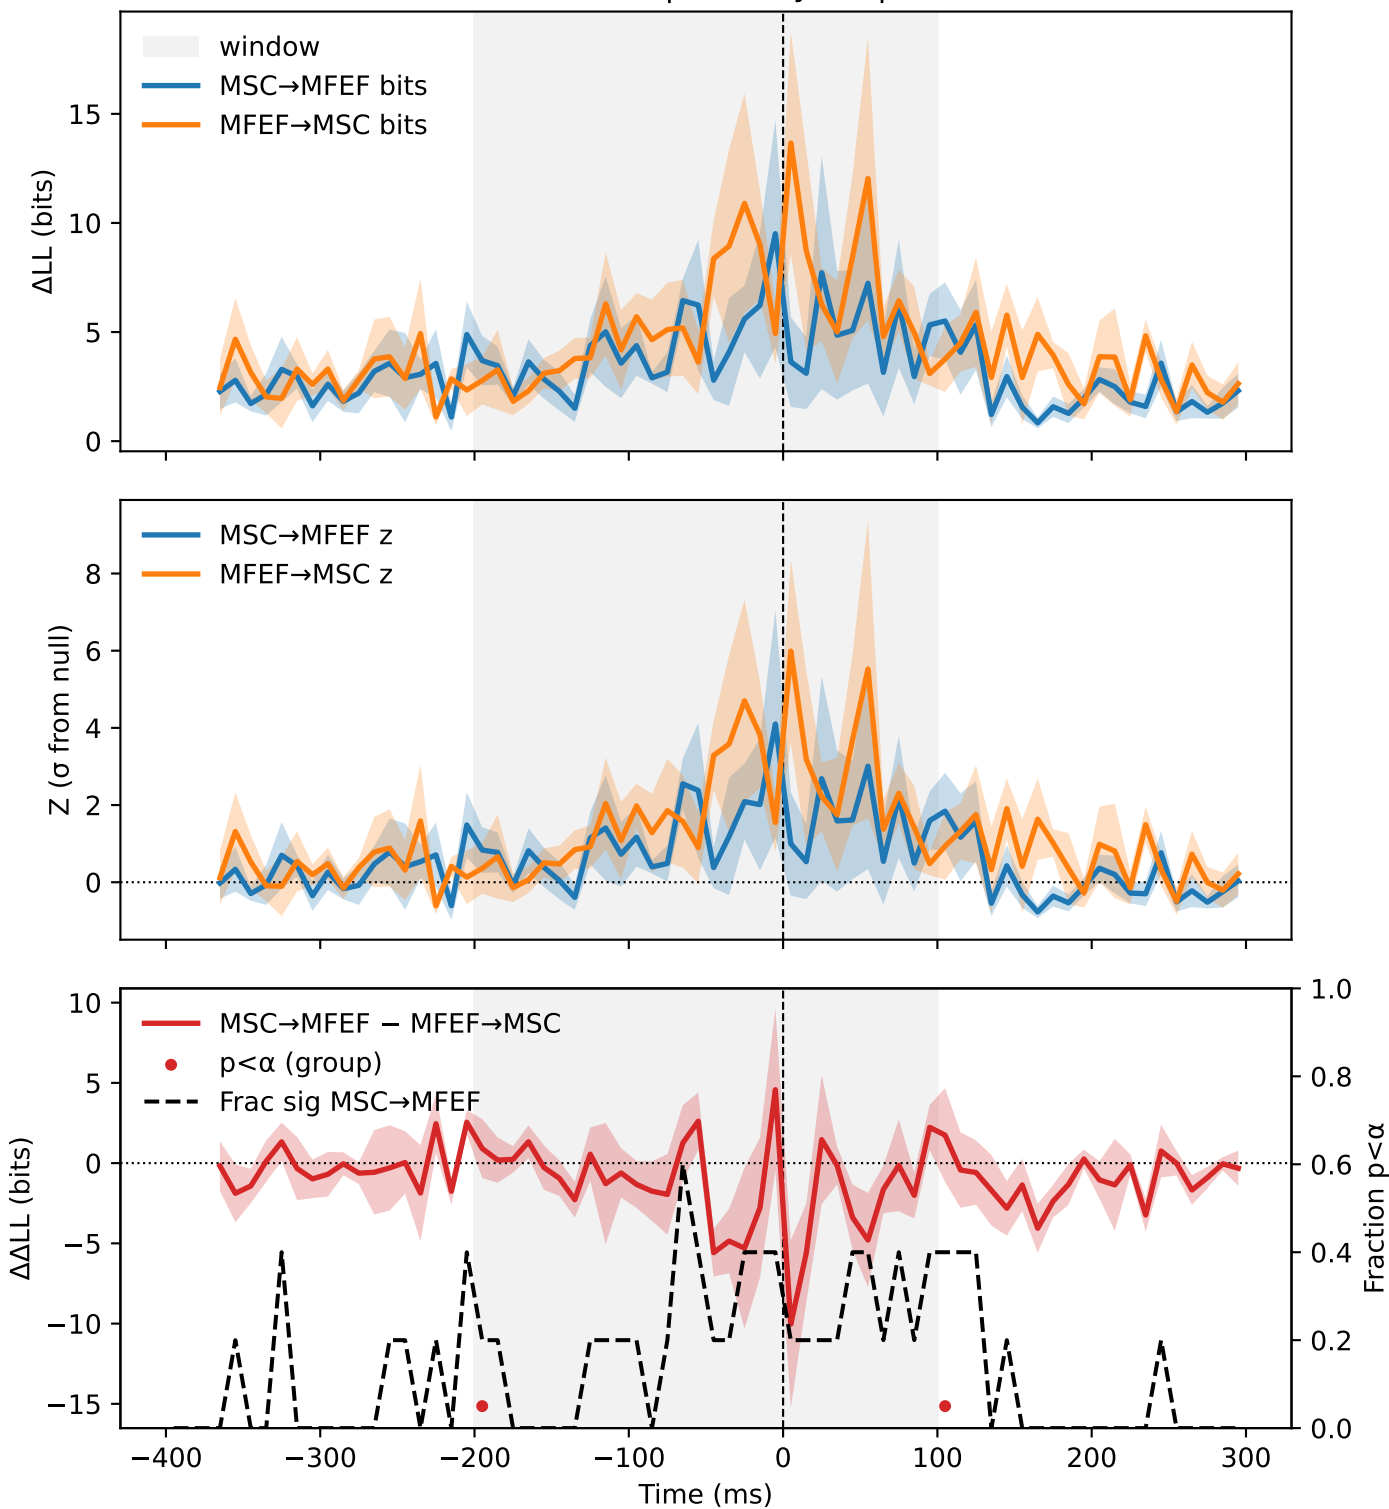 window
MSC→MFEF bits
MFEF→MSC bits
ΔLL (bits)
15
10
5
0
MSC→MFEF z
MFEF→MSC z
Z (σ from null)
8
6
4
2
0
MSC→MFEF − MFEF→MSC
p<α (group)
Frac sig MSC→MFEF
ΔΔLL (bits)
10
5
0
−5
−10
−15
1.0
0.8
0.6
0.4
0.2
0.0
Fraction p<α
−400 −300 −200 −100 0 100 200 300
Time (ms)